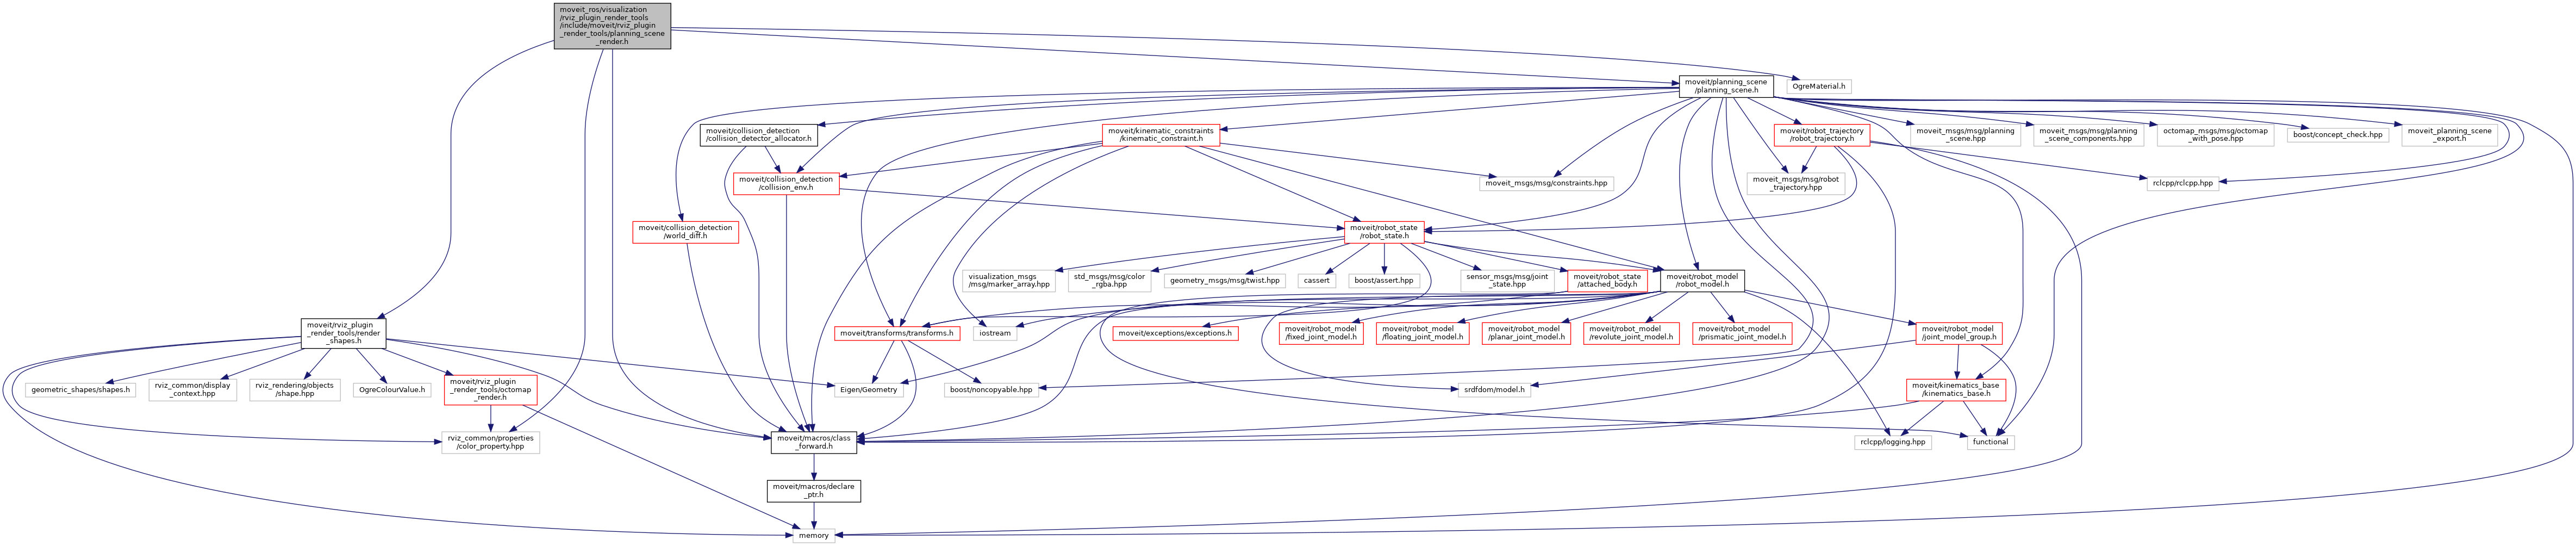 moveit_ros/visualization
/rviz_plugin_render_tools
/include/moveit/rviz_plugin
_render_tools/planning_scene
_render.h
moveit/planning_scene
/planning_scene.h
OgreMaterial.h
moveit/collision_detection
/collision_detector_allocator.h
moveit/kinematic_constraints
/kinematic_constraint.h
moveit/robot_trajectory
/robot_trajectory.h
moveit_msgs/msg/planning
_scene.hpp
moveit_msgs/msg/planning
_scene_components.hpp
octomap_msgs/msg/octomap
_with_pose.hpp
boost/concept_check.hpp
moveit_planning_scene
_export.h
moveit/collision_detection
/collision_env.h
moveit_msgs/msg/constraints.hpp
moveit_msgs/msg/robot
_trajectory.hpp
rclcpp/rclcpp.hpp
moveit/collision_detection
/world_diff.h
moveit/robot_state
/robot_state.h
visualization_msgs
/msg/marker_array.hpp
std_msgs/msg/color
_rgba.hpp
geometry_msgs/msg/twist.hpp
cassert
boost/assert.hpp
sensor_msgs/msg/joint
_state.hpp
moveit/robot_state
/attached_body.h
moveit/robot_model
/robot_model.h
moveit/rviz_plugin
_render_tools/render
_shapes.h
moveit/transforms/transforms.h
iostream
moveit/exceptions/exceptions.h
moveit/robot_model
/fixed_joint_model.h
moveit/robot_model
/floating_joint_model.h
moveit/robot_model
/planar_joint_model.h
moveit/robot_model
/revolute_joint_model.h
moveit/robot_model
/prismatic_joint_model.h
moveit/robot_model
/joint_model_group.h
geometric_shapes/shapes.h
rviz_common/display
_context.hpp
rviz_rendering/objects
/shape.hpp
OgreColourValue.h
moveit/rviz_plugin
_render_tools/octomap
_render.h
Eigen/Geometry
boost/noncopyable.hpp
srdfdom/model.h
moveit/kinematics_base
/kinematics_base.h
rviz_common/properties
/color_property.hpp
moveit/macros/class
_forward.h
rclcpp/logging.hpp
functional
moveit/macros/declare
_ptr.h
memory